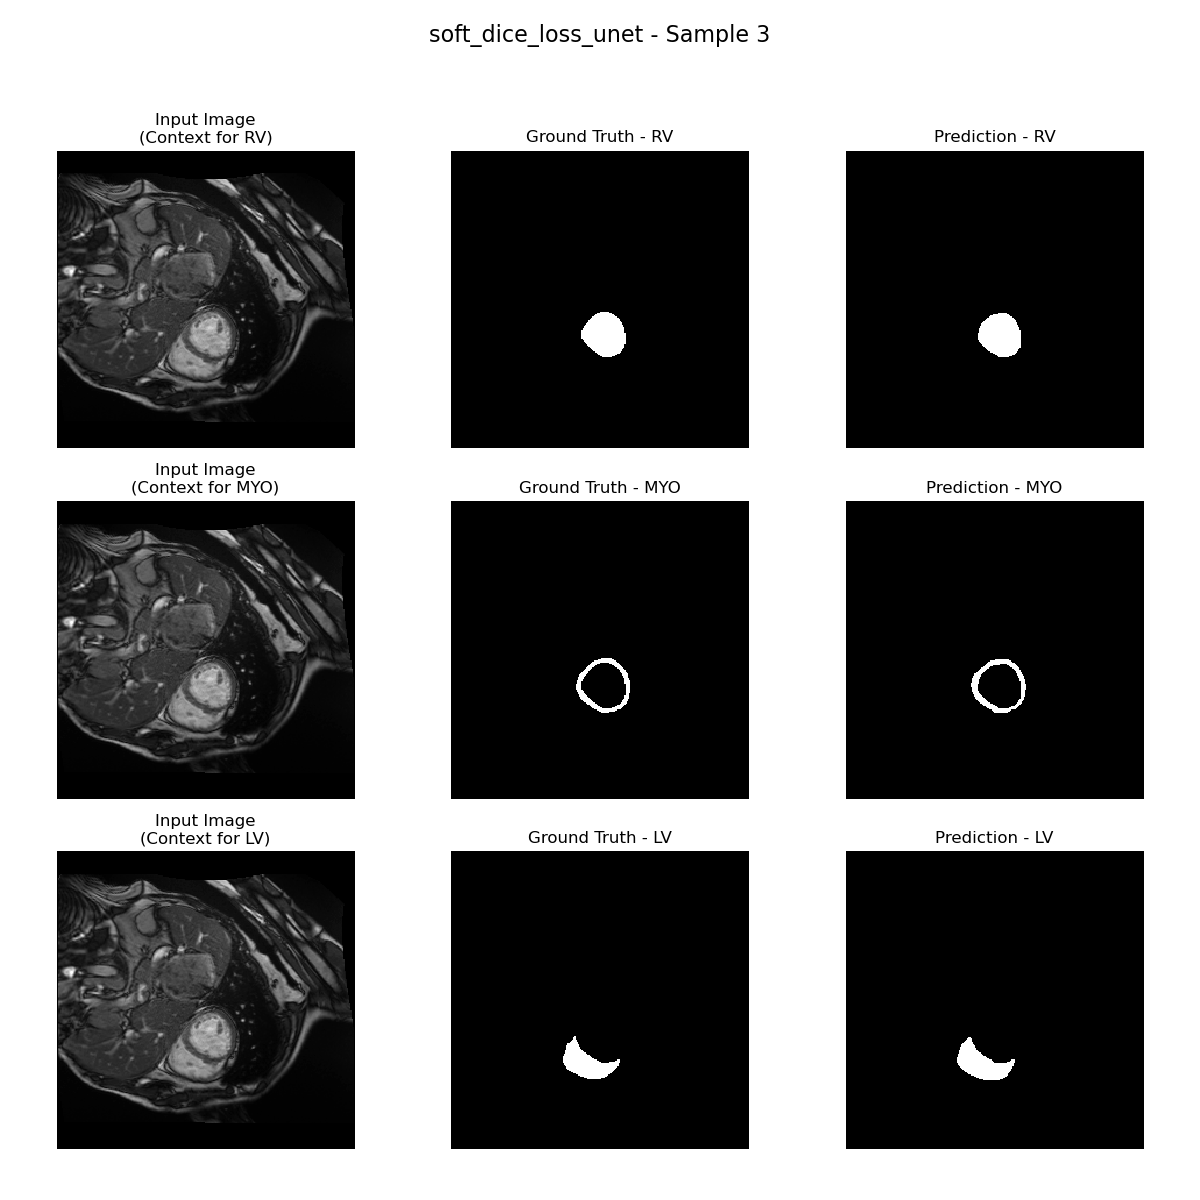 soft_dice_loss_unet - Sample 3
Input Image
(Context for RV)
Ground Truth - RV
Prediction - RV
Input Image
(Context for MYO)
Ground Truth - MYO
Prediction - MYO
Input Image
(Context for LV)
Ground Truth - LV
Prediction - LV